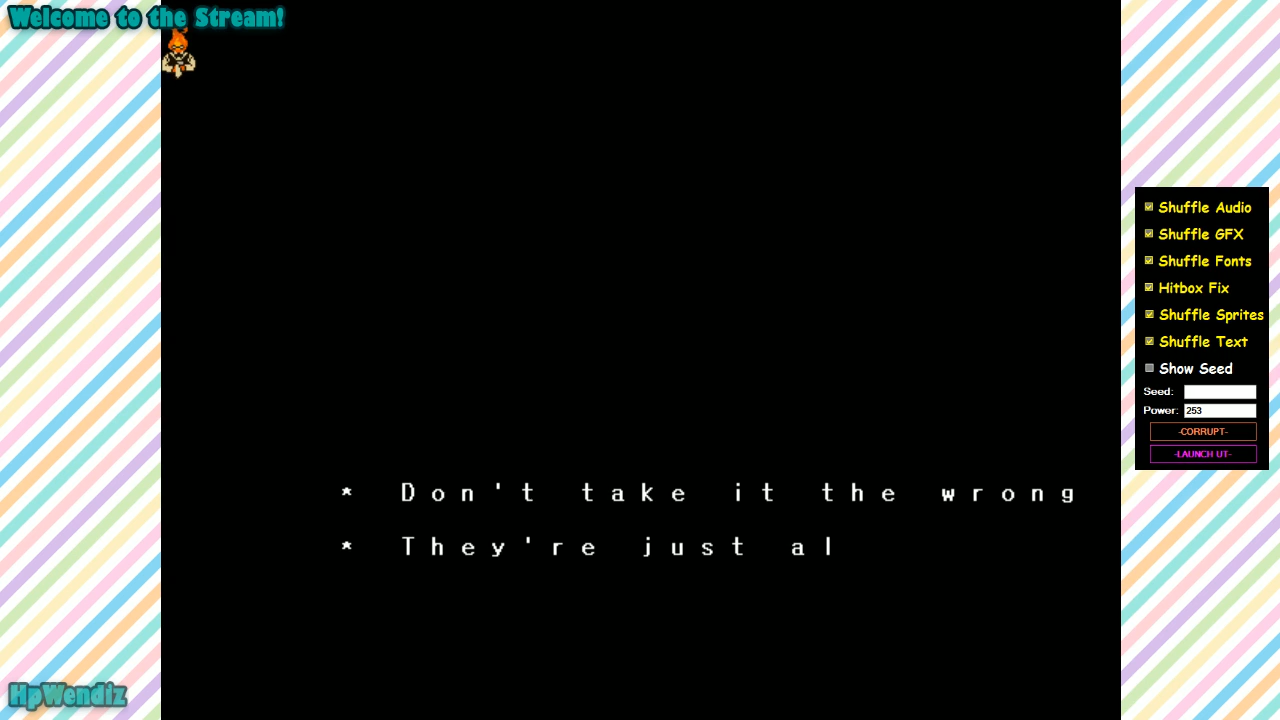 Welcome to the Stream!
Shuffle Audio
Shuffle GFX
Shuffle Fonts
Hitbox Fix
Shuffle Sprites
Shuffle Text
Show Seed
Seed:
Power: 253
-CORRUPT-
-LAUNCH UT-
* Don't take it the wrong
* They're just al
HpWendiz